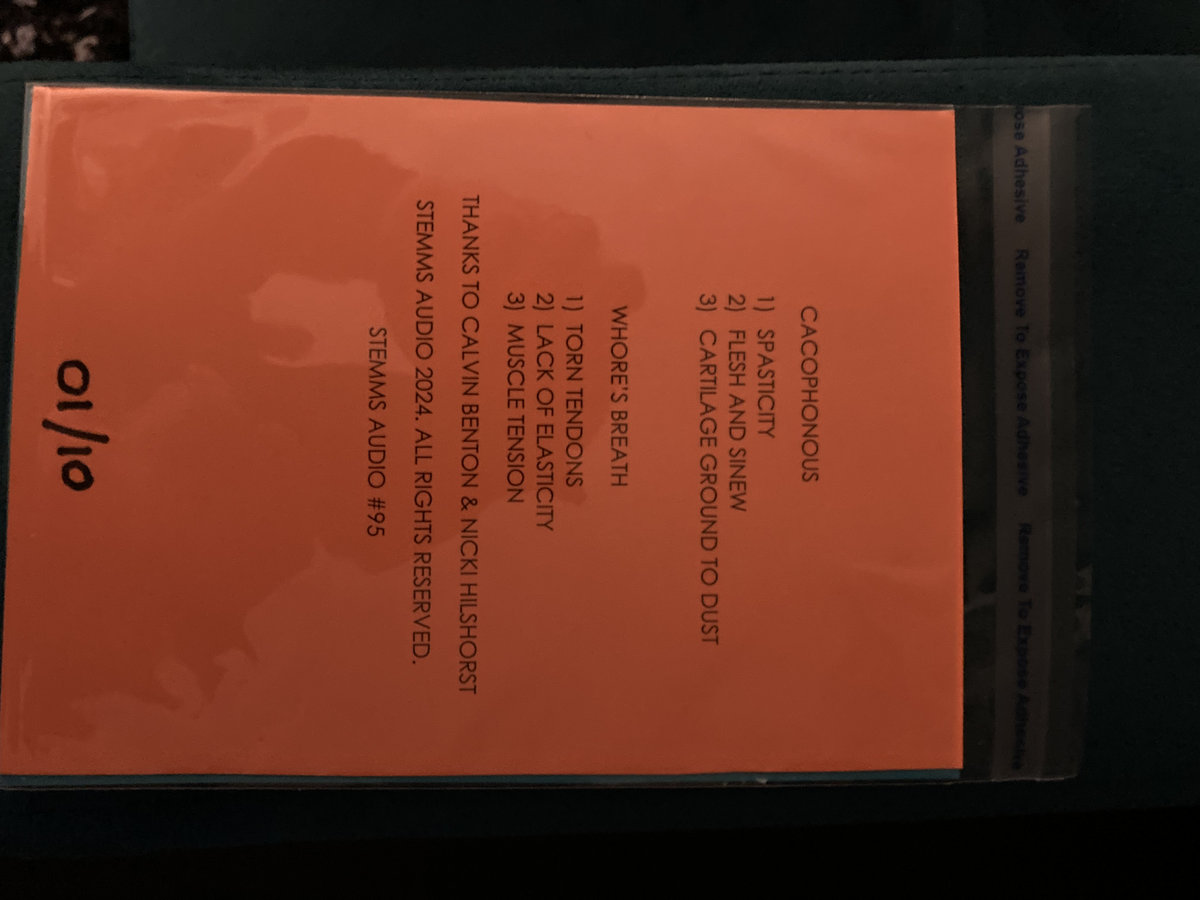 ose Adhesive Remove To Expose Adhesive Remove To Expose Adhesive
CACOPHONOUS
1) SPASTICITY
2) FLESH AND SINEW
3) CARTILAGE GROUND TO DUST
WHORE'S BREATH
1) TORN TENDONS
2) LACK OF ELASTICITY
3) MUSCLE TENSION
THANKS TO CALVIN BENTON & NICKI HILSHORST
STEMMS AUDIO 2024. ALL RIGHTS RESERVED.
STEMMS AUDIO #95
01/10